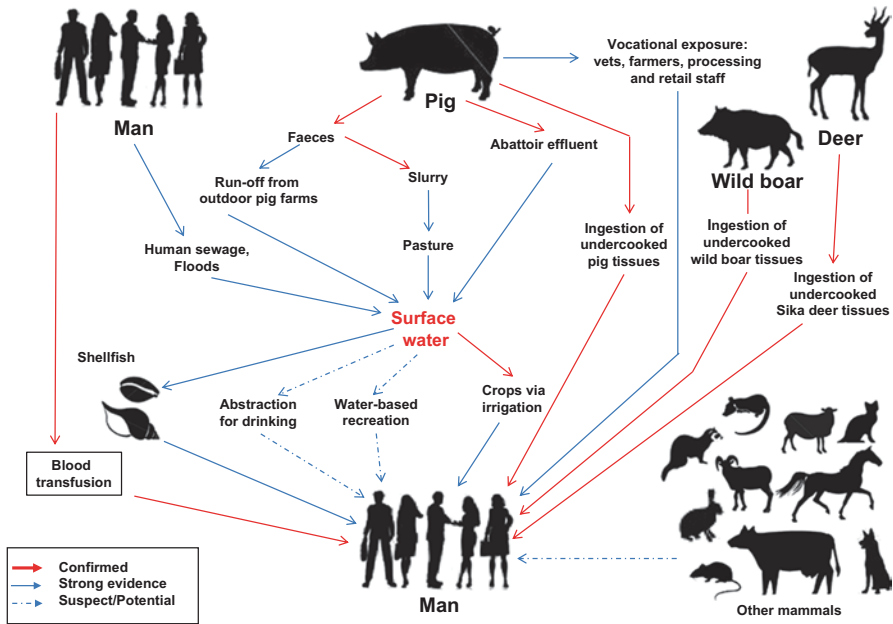 Man
Pig
Vocational exposure:
vets, farmers, processing
and retail staff
Deer
Wild boar
Faeces
Abattoir effluent
Run-off from
outdoor pig farms
Slurry
Human sewage,
Floods
Pasture
Ingestion of
undercooked
pig tissues
Ingestion of
undercooked
wild boar tissues
Ingestion of
undercooked
Sika deer tissues
Surface
water
Shellfish
Abstraction
for drinking
Water-based
recreation
Crops via
irrigation
Blood
transfusion
Man
Other mammals
Confirmed
Strong evidence
Suspect/Potential